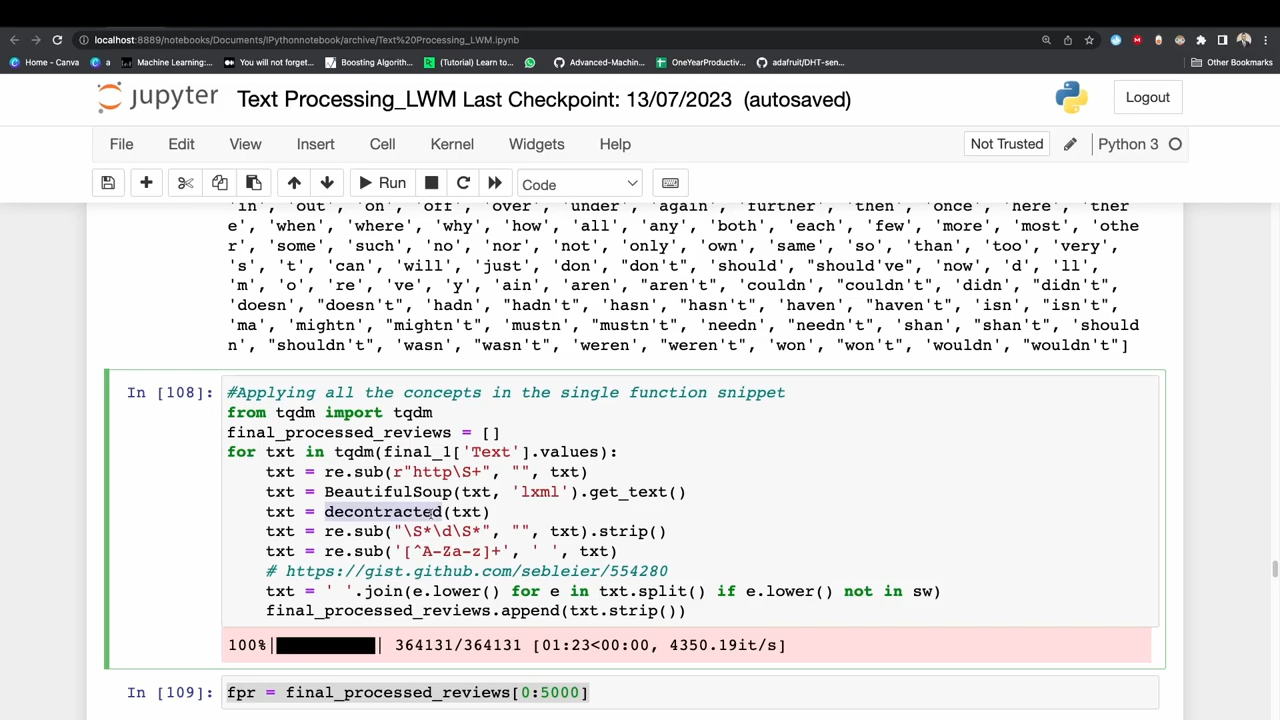 localhost:8889/notebooks/Documents/IPythonnotebook/archive/Text%20Processing_LWM.ipynb
Home - Canva
a
Machine Learning:...
You will not forget...
Boosting Algorith...
(Tutorial) Learn to...
Advanced-Machin...
OneYearProductiv...
adafruit/DHT-sen...
Other Bookmarks
jupyter Text Processing_LWM Last Checkpoint: 13/07/2023 (autosaved)
Logout
File Edit View Insert Cell Kernel Widgets Help
Not Trusted
Python 3
Run
Code
'in', 'out', 'on', 'off', 'over', 'under', 'again', 'further', 'then', 'once', 'here', 'ther
e', 'when', 'where', 'why', 'how', 'all', 'any', 'both', 'each', 'few', 'more', 'most', 'othe
r', 'some', 'such', 'no', 'nor', 'not', 'only', 'own', 'same', 'so', 'than', 'too', 'very',
's', 't', 'can', 'will', 'just', 'don', "don't", 'should', "should've", 'now', 'd', 'll',
'm', 'o', 're', 've', 'y', 'ain', 'aren', "aren't", 'couldn', "couldn't", 'didn', "didn't",
'doesn', "doesn't", 'hadn', "hadn't", 'hasn', "hasn't", 'haven', "haven't", 'isn', "isn't",
'ma', 'mightn', "mightn't", 'mustn', "mustn't", 'needn', "needn't", 'shan', "shan't", 'should
n', "shouldn't", 'wasn', "wasn't", 'weren', "weren't", 'won', "won't", 'wouldn', "wouldn't"]
In [108]: #Applying all the concepts in the single function snippet
from tqdm import tqdm
final_processed_reviews = []
for txt in tqdm(final_1['Text'].values):
txt = re.sub(r"http\S+", "", txt)
txt = BeautifulSoup(txt, 'lxml').get_text()
txt = decontracted(txt)
txt = re.sub("\S*\d\S*", "", txt).strip()
txt = re.sub('[^A-Za-z]+', ' ', txt)
# https://gist.github.com/sebleier/554280
txt = ' '.join(e.lower() for e in txt.split() if e.lower() not in sw)
final_processed_reviews.append(txt.strip())
100%|██████████| 364131/364131 [01:23<00:00, 4350.19it/s]
In [109]: fpr = final_processed_reviews[0:5000]